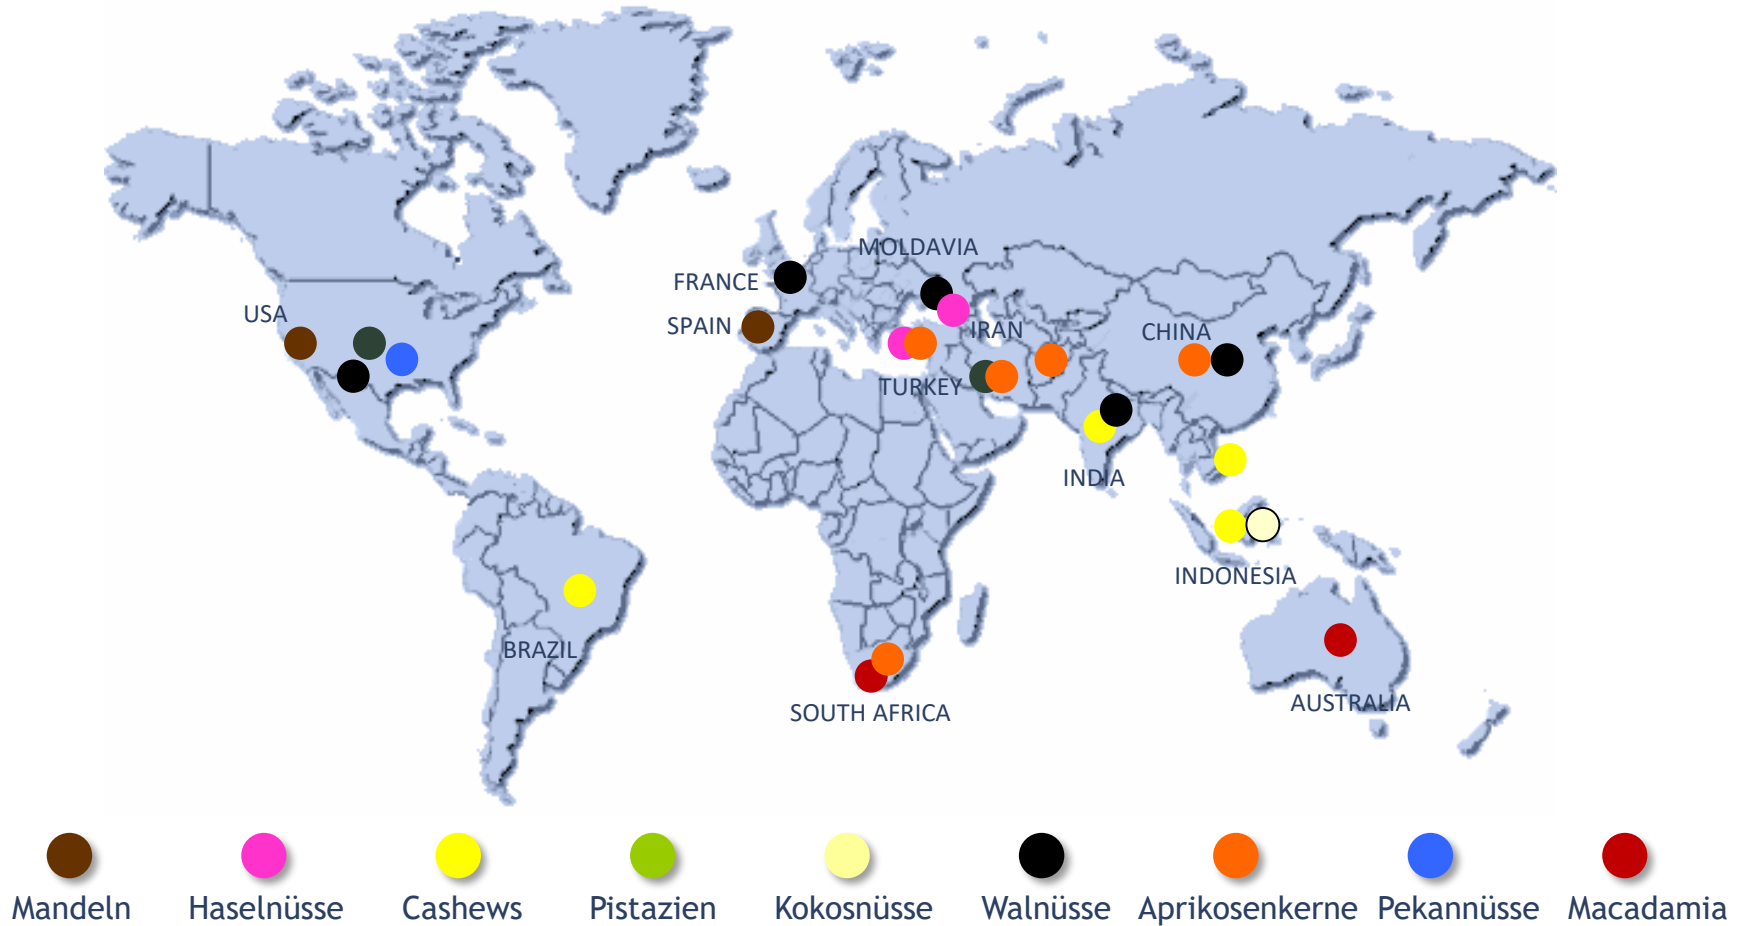 MOLDAVIA
FRANCE
USA
SPAIN
IRAN
CHINA
TURKEY
INDIA
INDONESIA
BRAZIL
AUSTRALIA
SOUTH AFRICA
Mandeln Haselnüsse Cashews Pistazien Kokosnüsse Walnüsse Aprikosenkerne Pekannüsse Macadamia